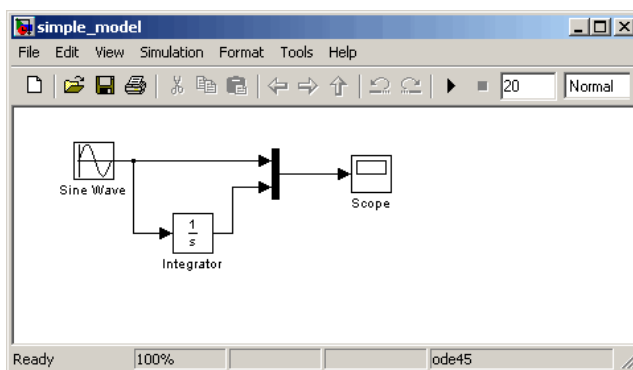 simple_model
File Edit View Simulation Format Tools Help
20 Normal
Sine Wave
Scope
1
s
Integrator
Ready 100% ode45